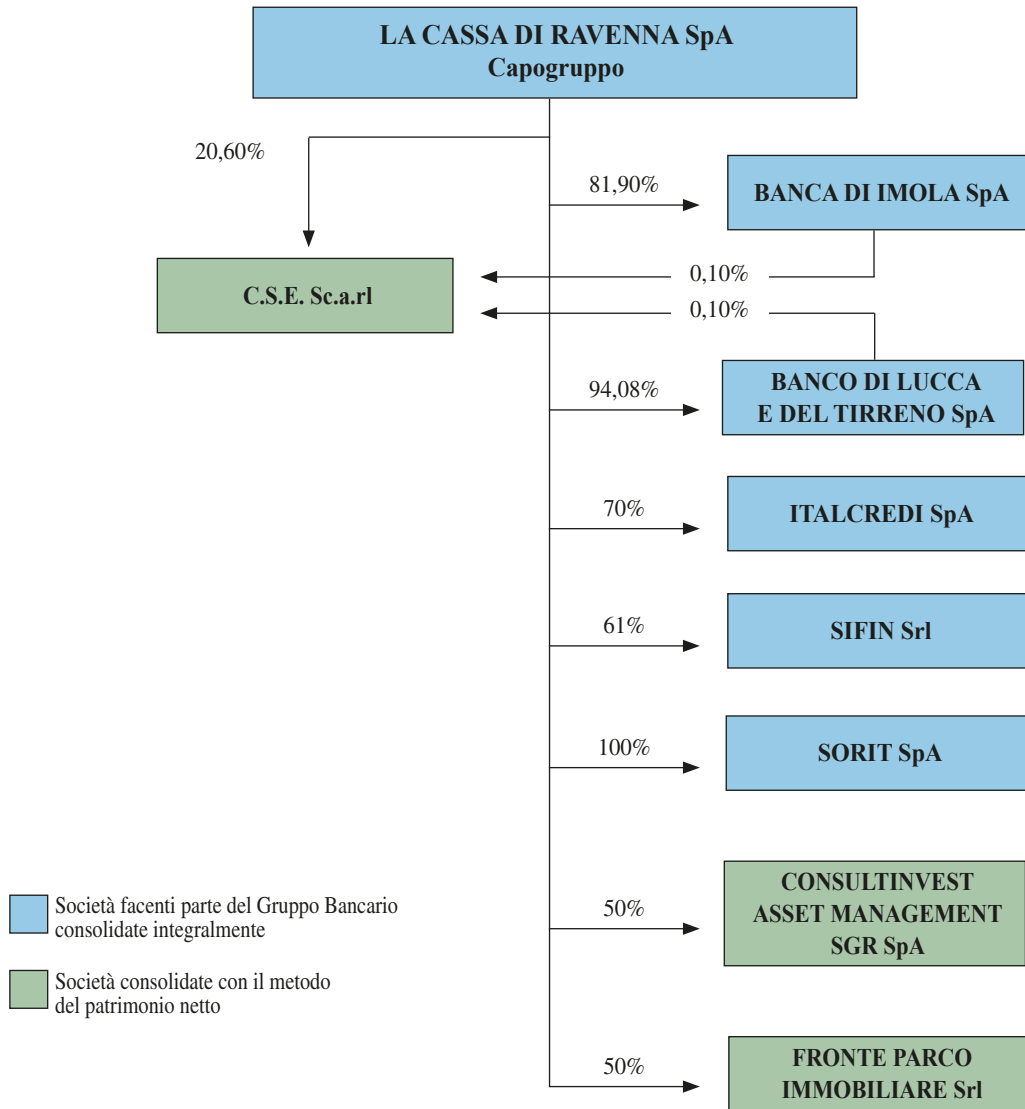 LA CASSA DI RAVENNA SpA
Capogruppo
20,60%
81,90%
BANCA DI IMOLA SpA
0,10%
C.S.E. Sc.a.rl
0,10%
94,08%
BANCO DI LUCCA
E DEL TIRRENO SpA
70%
ITALCREDI SpA
61%
SIFIN Srl
100%
SORIT SpA
50%
CONSULTINVEST
ASSET MANAGEMENT
SGR SpA
Società facenti parte del Gruppo Bancario
consolidate integralmente
Società consolidate con il metodo
del patrimonio netto
50%
FRONTE PARCO
IMMOBILIARE Srl